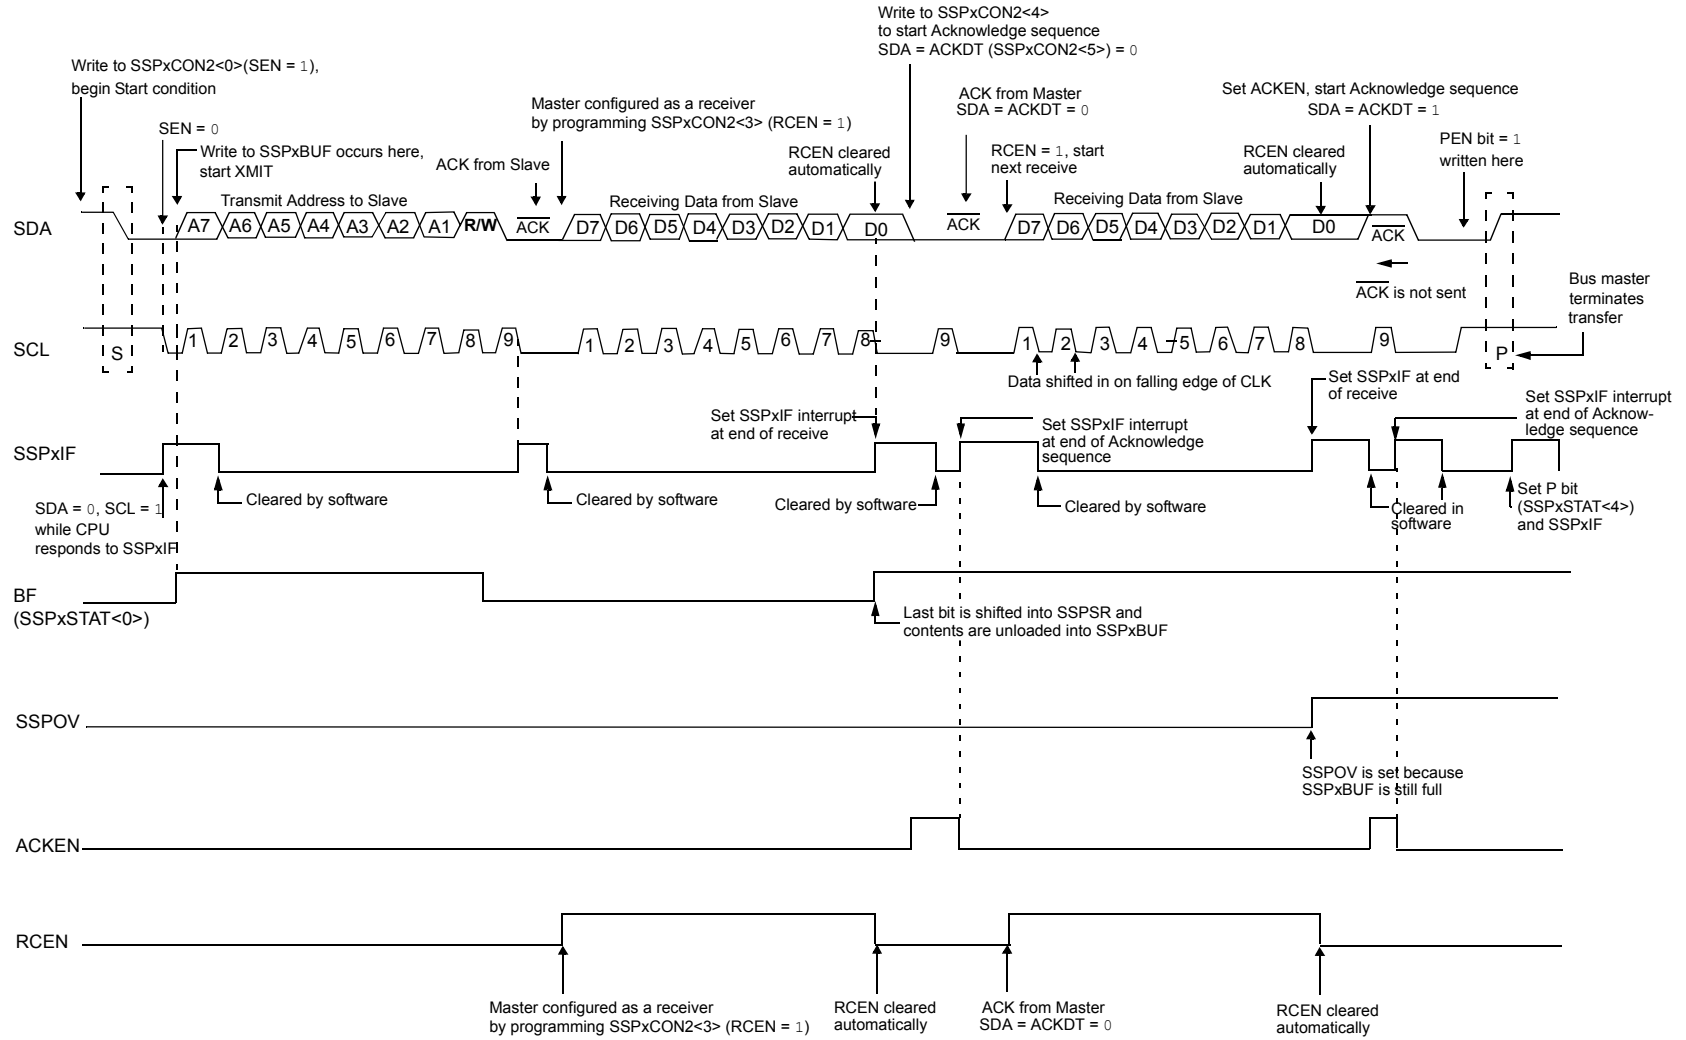 Write to SSPxCON2<4>
to start Acknowledge sequence
SDA = ACKDT (SSPxCON2<5>) = 0
Write to SSPxCON2<0>(SEN = 1),
begin Start condition
ACK from Master
SDA = ACKDT = 0
Set ACKEN, start Acknowledge sequence
SDA = ACKDT = 1
Master configured as a receiver
by programming SSPxCON2<3> (RCEN = 1)
SEN = 0
PEN bit = 1
written here
Write to SSPxBUF occurs here,
start XMIT
ACK from Slave
RCEN cleared
automatically
RCEN = 1, start
next receive
RCEN cleared
automatically
Transmit Address to Slave
Receiving Data from Slave
Receiving Data from Slave
SDA
A7 A6 A5 A4 A3 A2 A1 R/W ACK D7 D6 D5 D4 D3 D2 D1 D0 ACK D7 D6 D5 D4 D3 D2 D1 D0 ACK
ACK is not sent
Bus master
terminates
transfer
SCL
S 1 2 3 4 5 6 7 8 9 1 2 3 4 5 6 7 8 9 1 2 3 4 5 6 7 8 9 P
Data shifted in on falling edge of CLK
Set SSPxIF at end
of receive
Set SSPxIF interrupt
at end of Acknow-
ledge sequence
Set SSPxIF interrupt
at end of receive
Set SSPxIF interrupt
at end of Acknowledge
sequence
SSPxIF
Cleared by software
Cleared by software
Cleared by software
Cleared by software
Cleared in
software
Set P bit
(SSPxSTAT<4>)
and SSPxIF
SDA = 0, SCL = 1
while CPU
responds to SSPxIF
BF
(SSPxSTAT<0>)
Last bit is shifted into SSPSR and
contents are unloaded into SSPxBUF
SSPOV
SSPOV is set because
SSPxBUF is still full
ACKEN
RCEN
Master configured as a receiver
by programming SSPxCON2<3> (RCEN = 1)
RCEN cleared
automatically
ACK from Master
SDA = ACKDT = 0
RCEN cleared
automatically